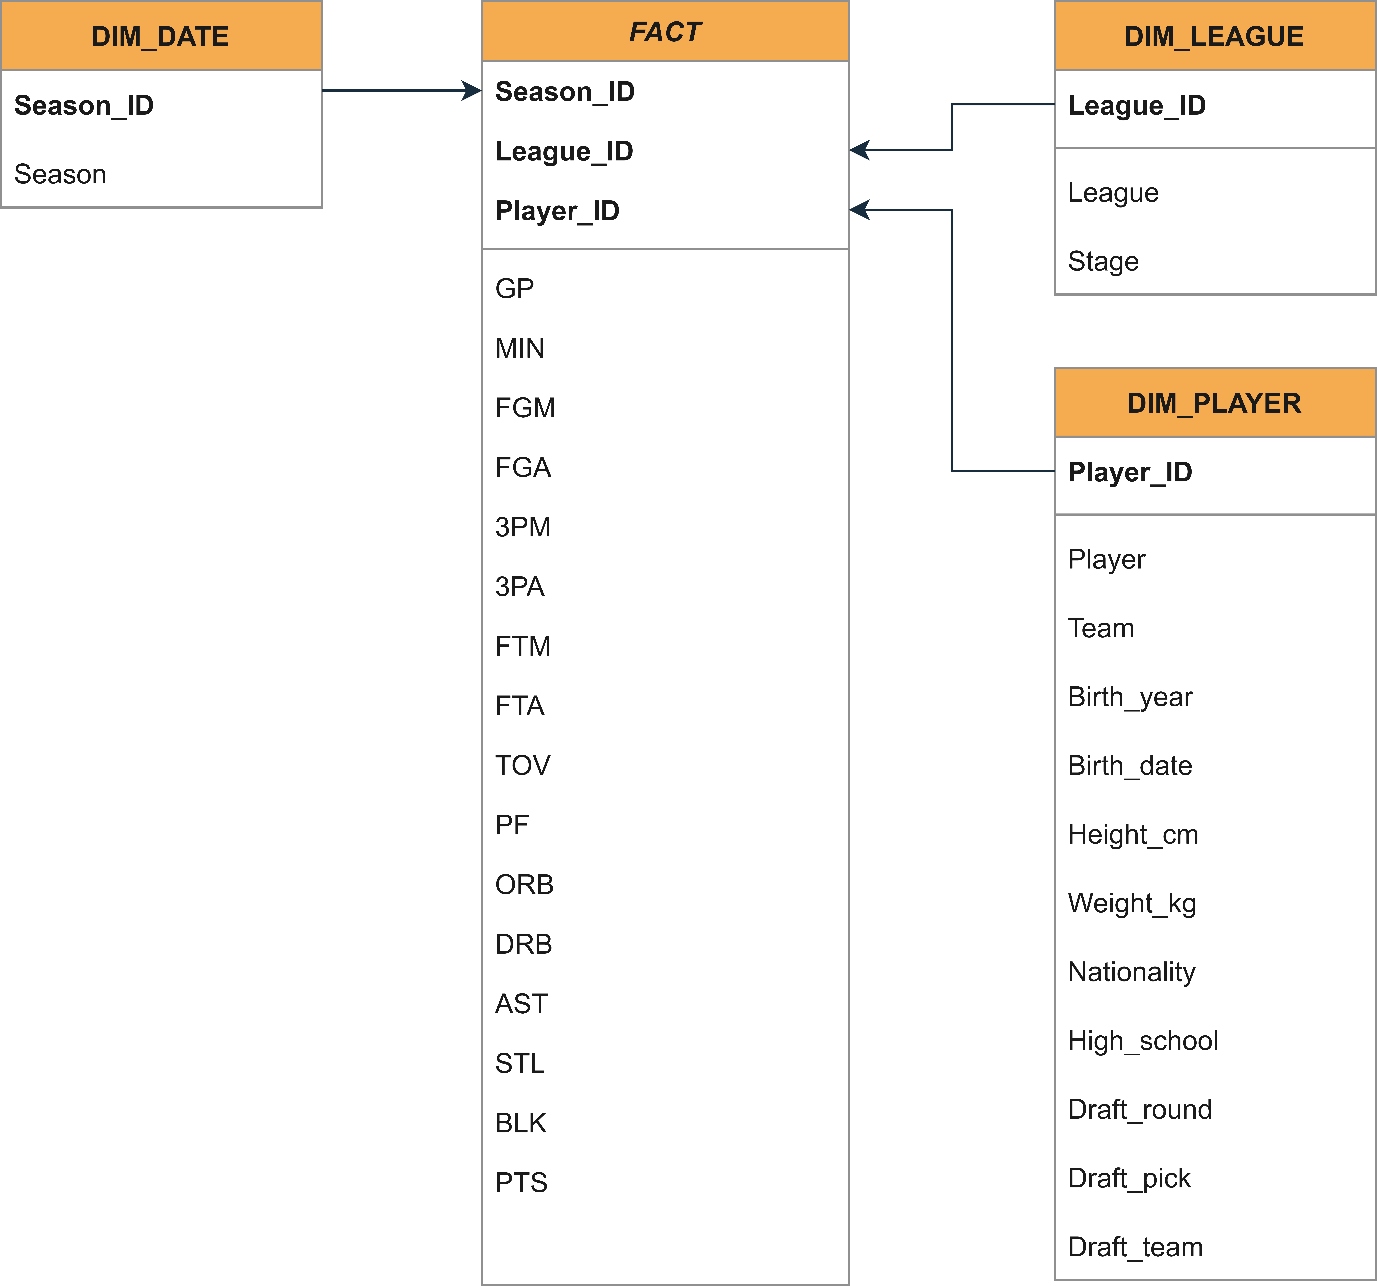 DIM_DATE
Season_ID
Season
FACT
Season_ID
League_ID
Player_ID
GP
MIN
FGM
FGA
3PM
3PA
FTM
FTA
TOV
PF
ORB
DRB
AST
STL
BLK
PTS
DIM_LEAGUE
League_ID
League
Stage
DIM_PLAYER
Player_ID
Player
Team
Birth_year
Birth_date
Height_cm
Weight_kg
Nationality
High_school
Draft_round
Draft_pick
Draft_team